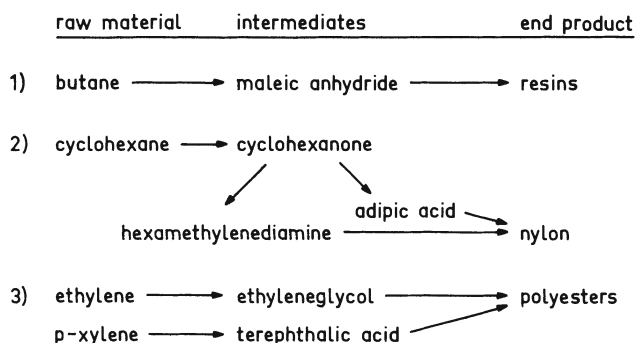 raw material intermediates end product
1) butane maleic anhydride resins
2) cyclohexane cyclohexanone
adipic acid
hexamethylenediamine nylon
3) ethylene ethyleneglycol polyesters
p-xylene terephthalic acid